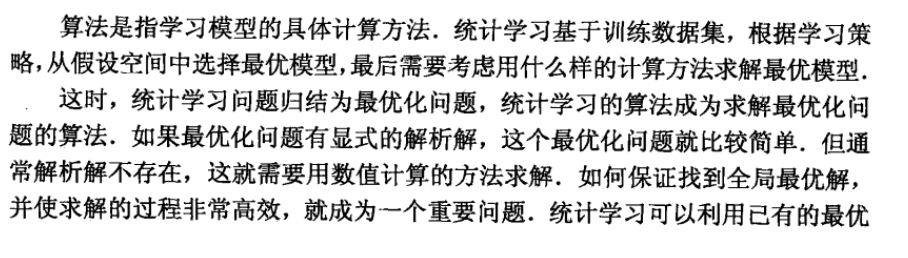 算法是指学习模型的具体计算方法．统计学习基于训练数据集，根据学习策
略，从假设空间中选择最优模型，最后需要考虑用什么样的计算方法求解最优模型．
这时，统计学习问题归结为最优化问题，统计学习的算法成为求解最优化问
题的算法．如果最优化问题有显式的解析解，这个最优化问题就比较简单．但通
常解析解不存在，这就需要用数值计算的方法求解．如何保证找到全局最优解，
并使求解的过程非常高效，就成为一个重要问题．统计学习可以利用已有的最优